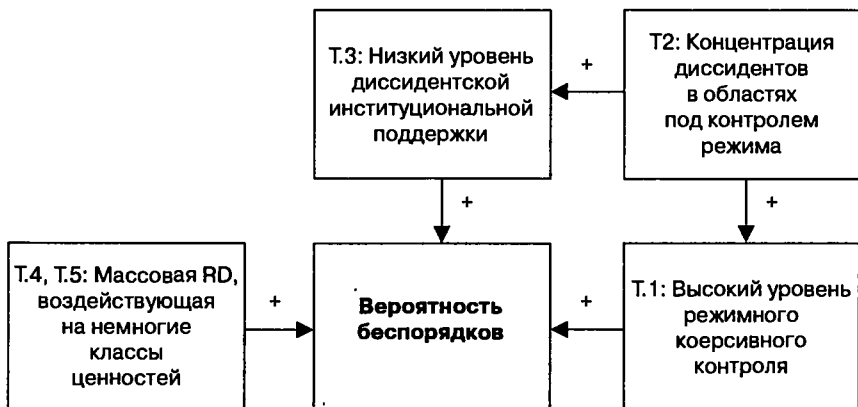 Т.3: Низкий уровень
диссидентской
институциональной
поддержки
+
Т2: Концентрация
диссидентов
в областях
под контролем
режима
+
+
Т.4, Т.5: Массовая RD,
воздействующая
на немногие
классы
ценностей
+
Вероятность
беспорядков
+
Т.1: Высокий уровень
режимного
коерсивного
контроля